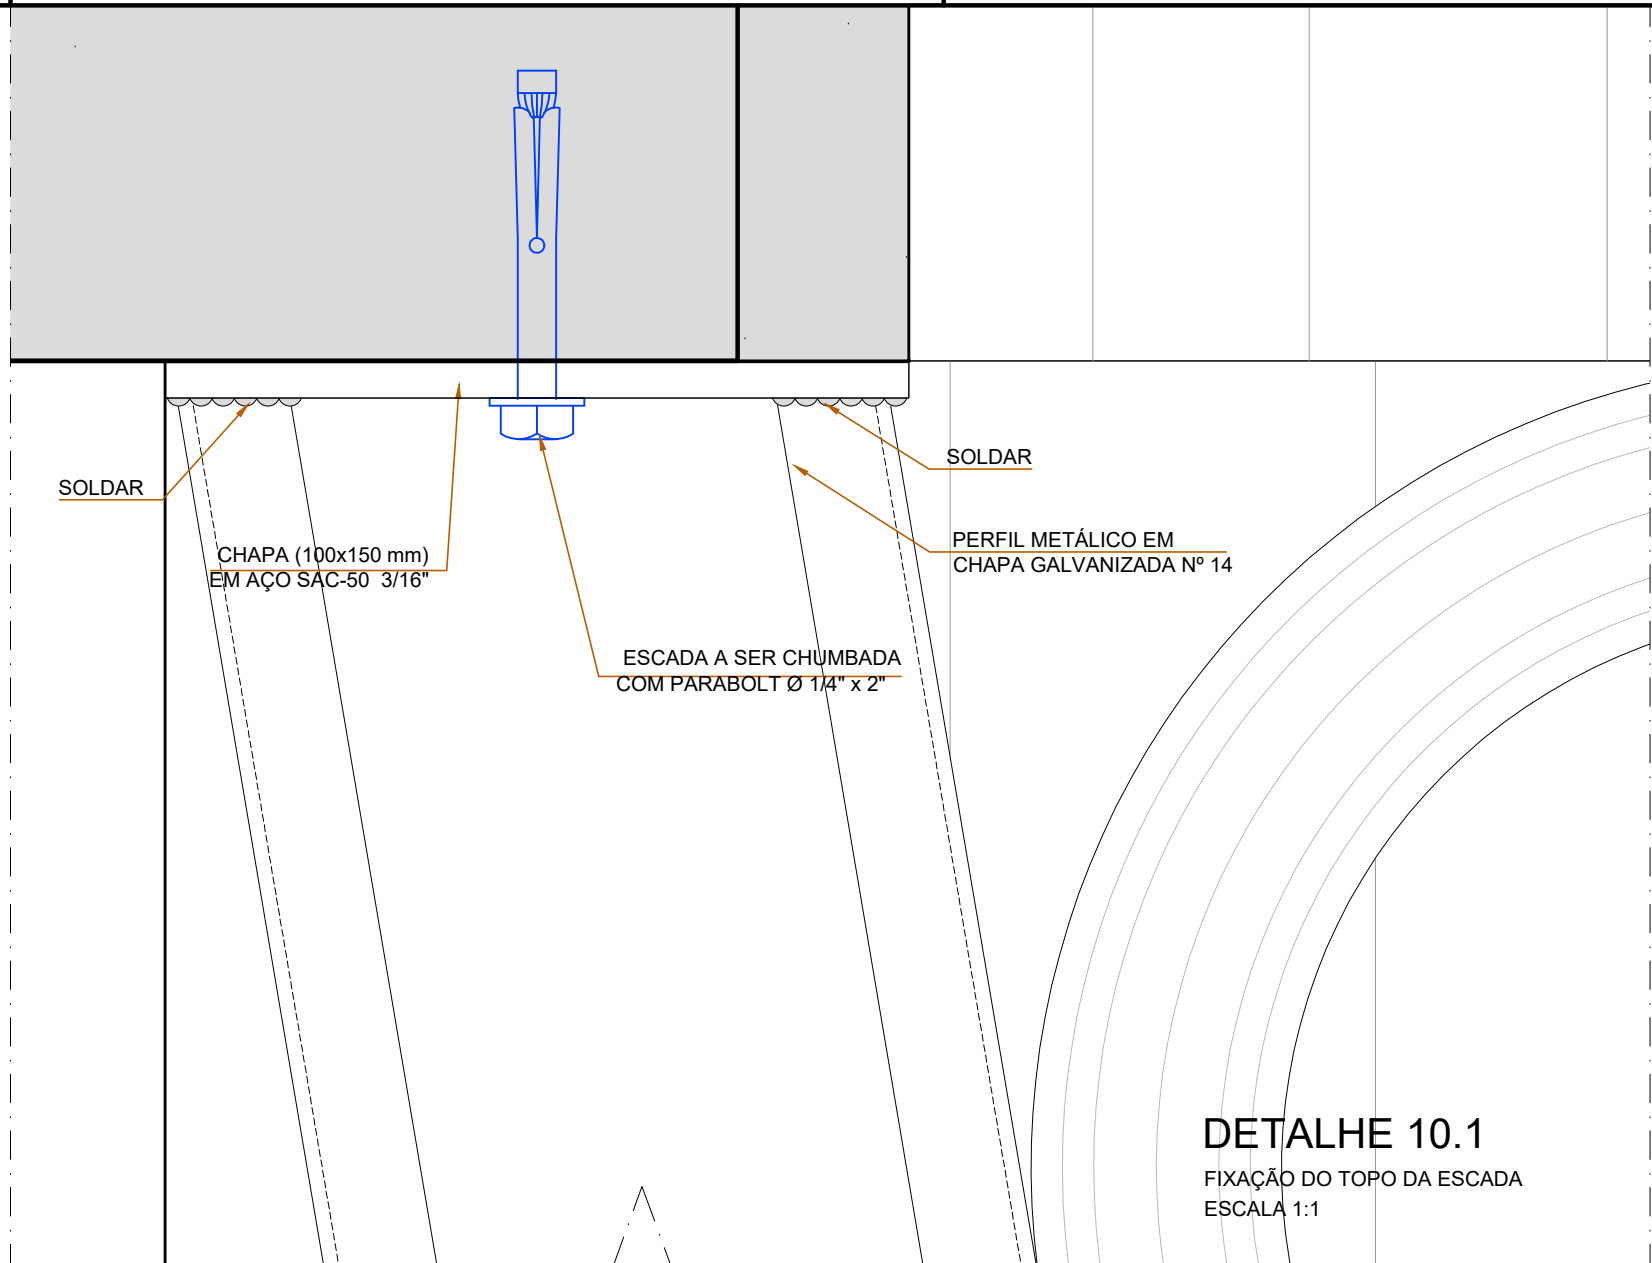 SOLDAR
SOLDAR
CHAPA (100x150 mm)
EM AÇO SAC-50 3/16"
PERFIL METÁLICO EM
CHAPA GALVANIZADA Nº 14
ESCADA A SER CHUMBADA
COM PARABOLT Ø 1/4" x 2"
DETALHE 10.1
FIXAÇÃO DO TOPO DA ESCADA
ESCALA 1:1